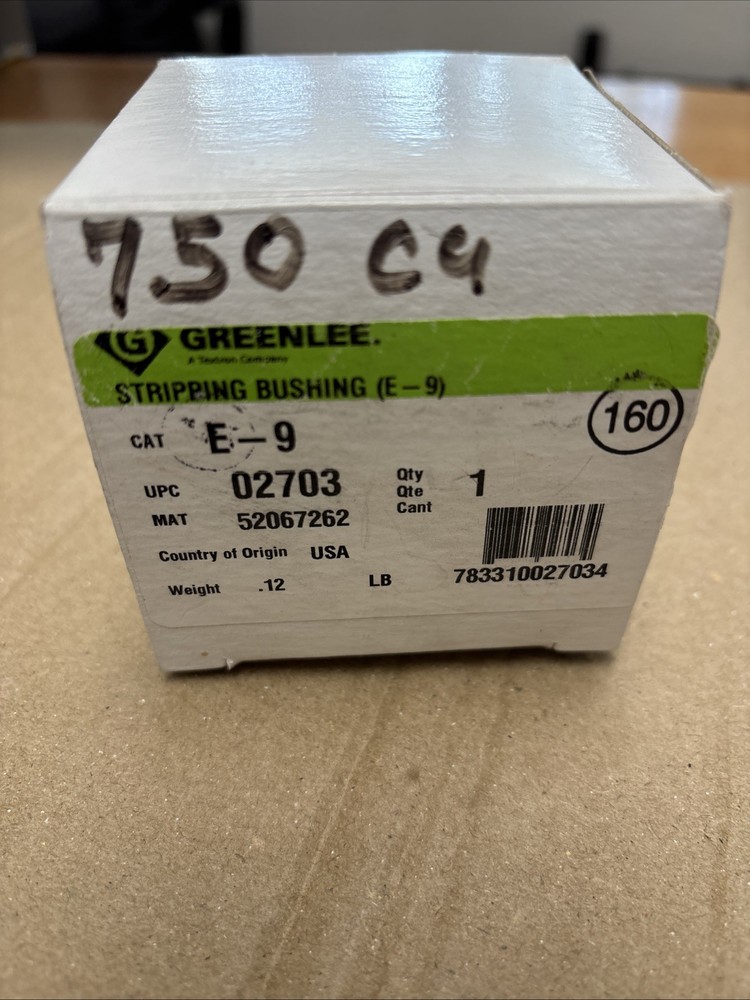 750 cu
G GREENLEE.
A Textron Company
STRIPPING BUSHING (E-9)
160
CAT E-9
UPC 02703
Qty
Qte
Cant
1
MAT 52067262
Country of Origin USA
Weight .12 LB
783310027034